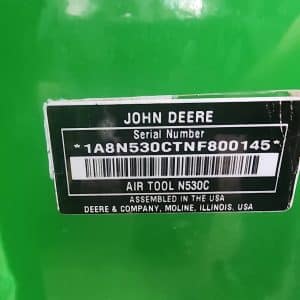 JOHN DEERE
Serial Number
*1A8N530CTNF800145*
AIR TOOL N530C
ASSEMBLED IN THE USA
DEERE & COMPANY, MOLINE, ILLINOIS, USA